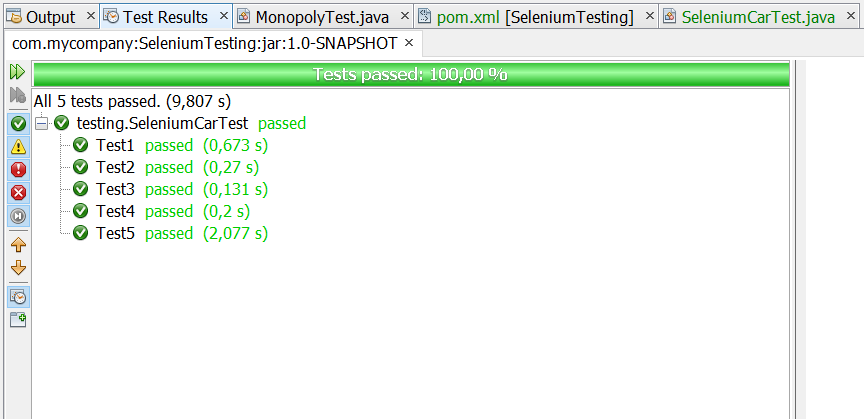 Output Test Results MonopolyTest.java pom.xml [SeleniumTesting] SeleniumCarTest.java
com.mycompany:SeleniumTesting:jar:1.0-SNAPSHOT
Tests passed: 100,00 %
All 5 tests passed. (9,807 s)
testing.SeleniumCarTest passed
Test1 passed (0,673 s)
Test2 passed (0,27 s)
Test3 passed (0,131 s)
Test4 passed (0,2 s)
Test5 passed (2,077 s)